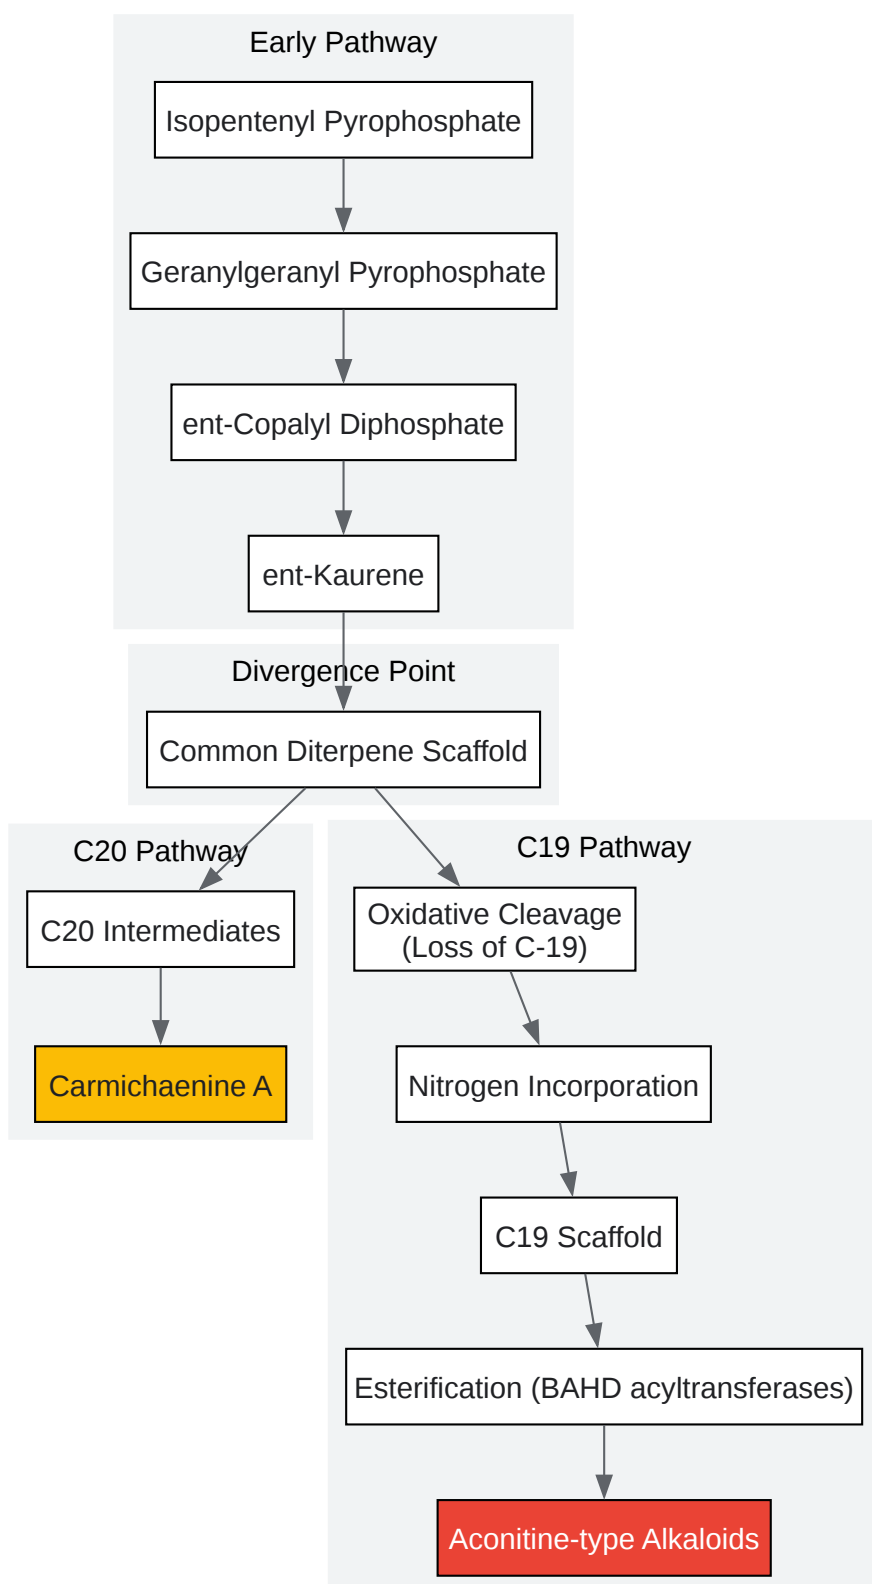 Early Pathway
Isopentenyl Pyrophosphate
Geranylgeranyl Pyrophosphate
ent-Copalyl Diphosphate
ent-Kaurene
Divergence Point
Common Diterpene Scaffold
C20 Pathway
C20 Intermediates
Carmichaenine A
C19 Pathway
Oxidative Cleavage
(Loss of C-19)
Nitrogen Incorporation
C19 Scaffold
Esterification (BAHD acyltransferases)
Aconitine-type Alkaloids